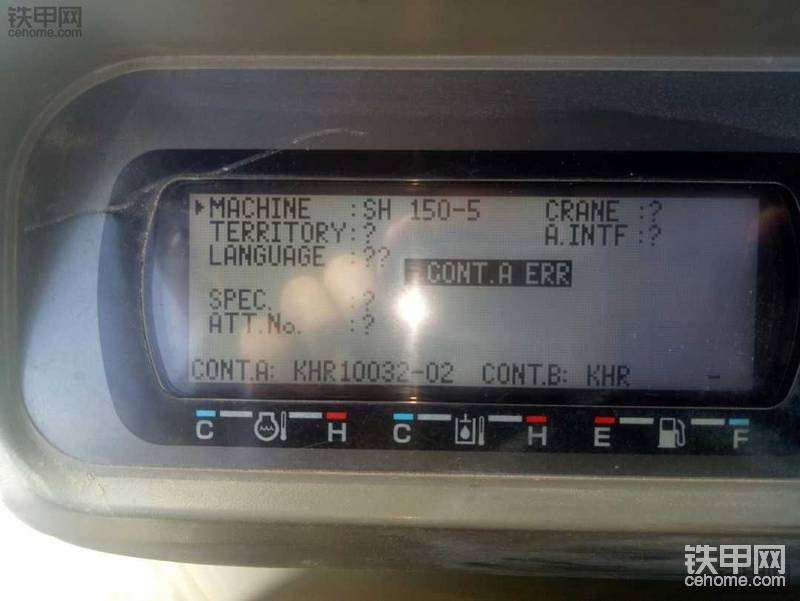 铁甲网
cehome.com
▶MACHINE :SH 150-5 CRANE :?
TERRITORY:? A.INTF :?
LANGUAGE :??
CONT.A ERR
SPEC. :?
ATT.No. :?
CONT.A: KHR10032-02 CONT.B: KHR -
C H C H E F
铁甲网
cehome.com